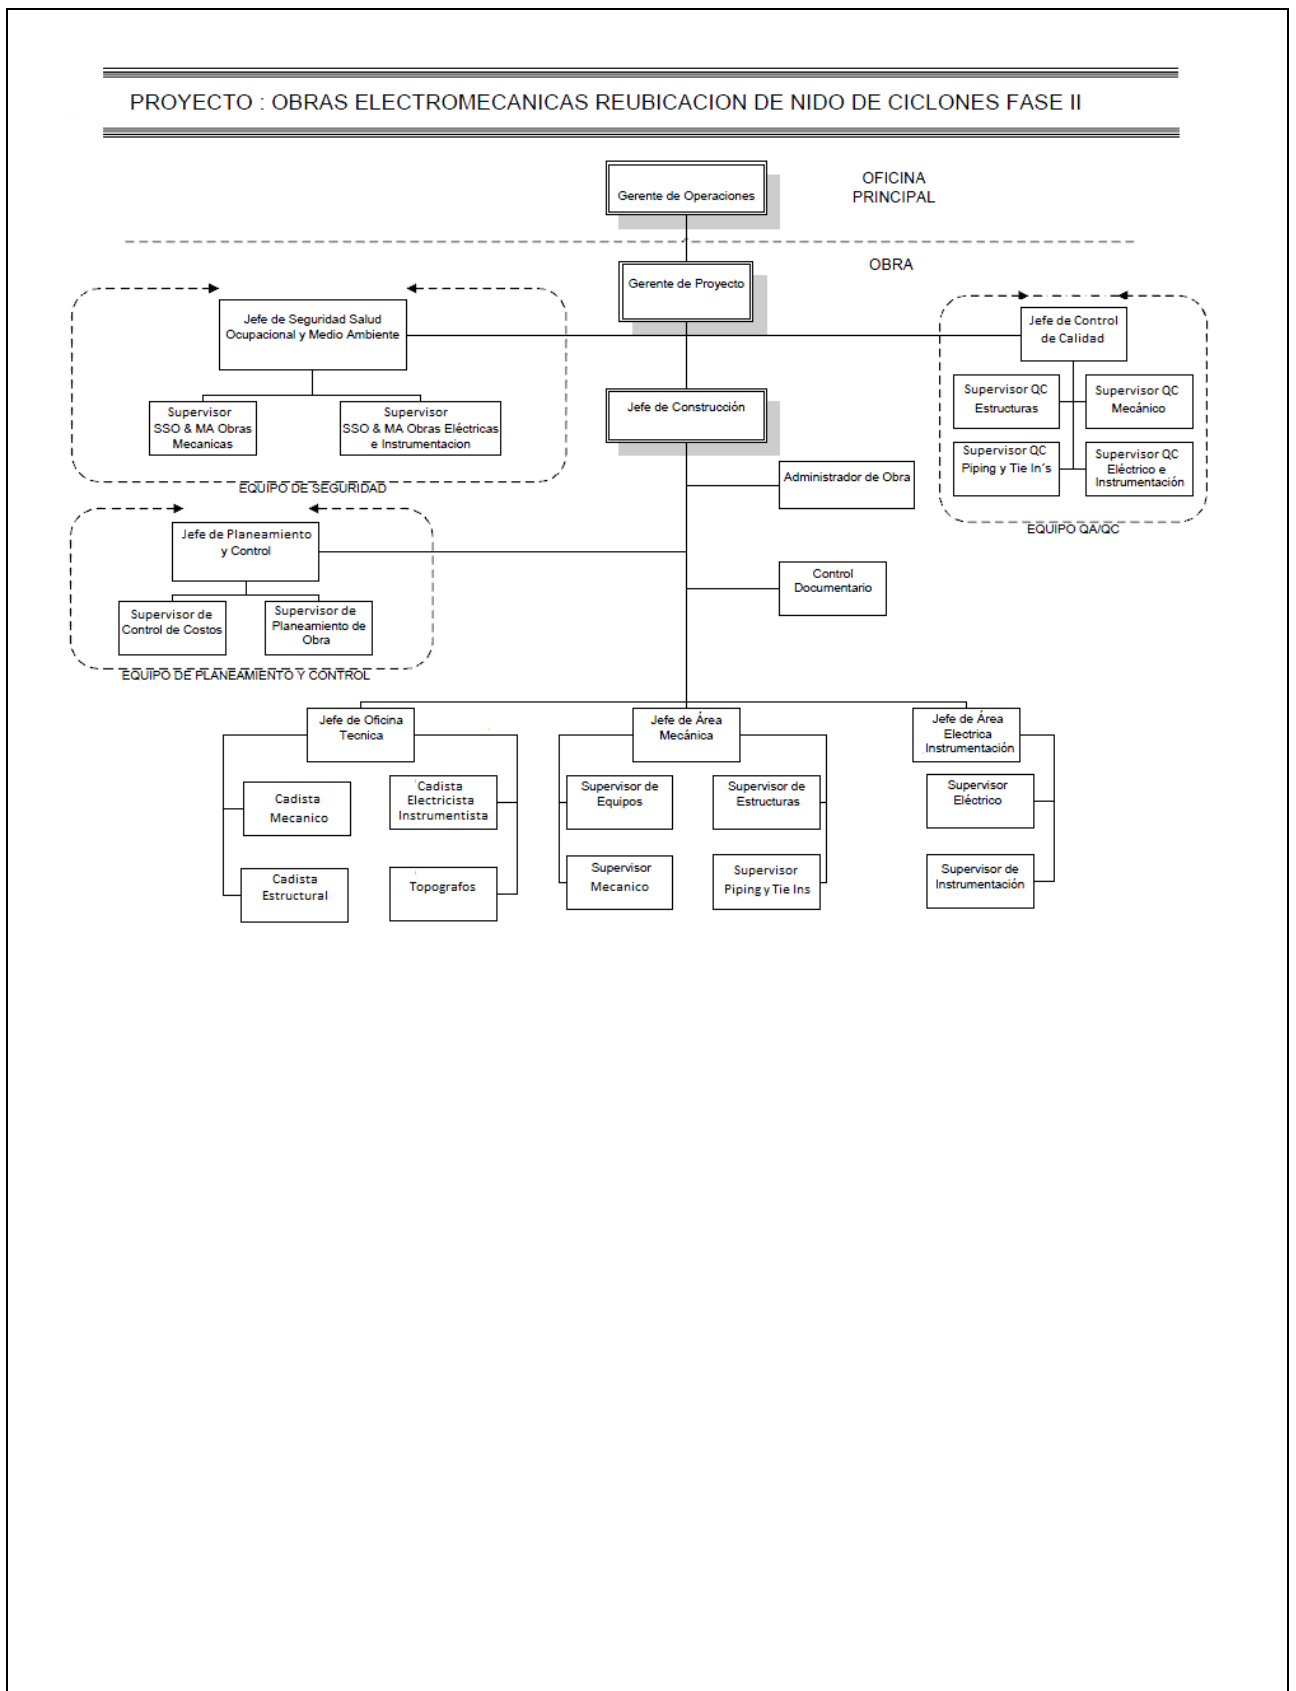 PROYECTO : OBRAS ELECTROMECANICAS REUBICACION DE NIDO DE CICLONES FASE II
Gerente de Operaciones
OFICINA
PRINCIPAL
OBRA
Gerente de Proyecto
Jefe de Seguridad Salud
Ocupacional y Medio Ambiente
Jefe de Control
de Calidad
Supervisor
SSO & MA Obras
Mecanicas
Supervisor
SSO & MA Obras Eléctricas
e Instrumentacion
Jefe de Construcción
Supervisor QC
Estructuras
Supervisor QC
Mecánico
Supervisor QC
Piping y Tie In´s
Supervisor QC
Eléctrico e
Instrumentación
EQUIPO DE SEGURIDAD
Administrador de Obra
EQUIPO QA/QC
Jefe de Planeamiento
y Control
Control
Documentario
Supervisor de
Control de Costos
Supervisor de
Planeamiento de
Obra
EQUIPO DE PLANEAMIENTO Y CONTROL
Jefe de Oficina
Tecnica
Jefe de Área
Mecánica
Jefe de Área
Electrica
Instrumentación
Cadista
Mecanico
Cadista
Electricista
Instrumentista
Supervisor de
Equipos
Supervisor de
Estructuras
Supervisor
Eléctrico
Cadista
Estructural
Topografos
Supervisor
Mecanico
Supervisor
Piping y Tie Ins
Supervisor de
Instrumentación